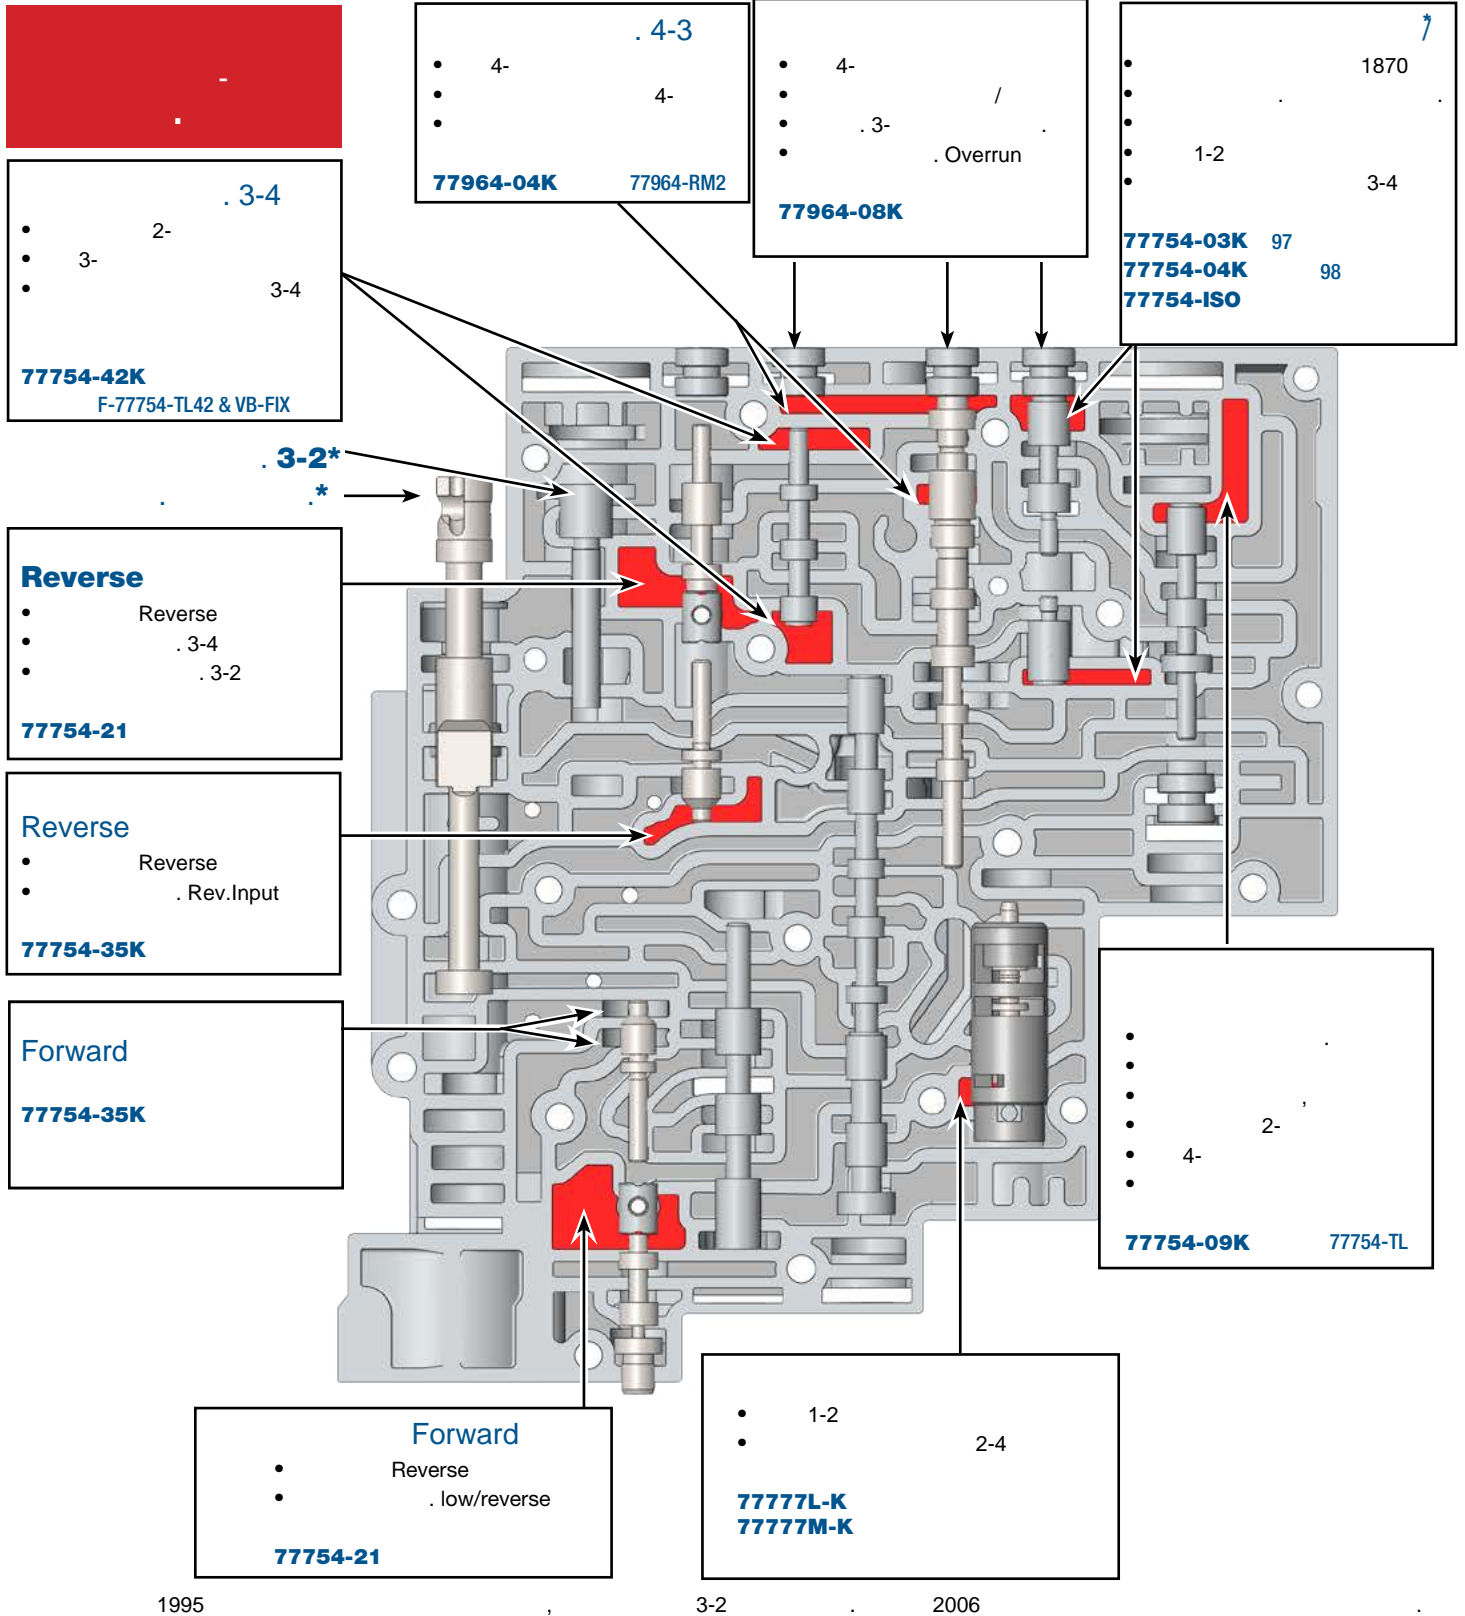 -
.
. 4-3
• 4-
• 4-
•
77964-04K 77964-RM2
• 4-
• /
• . 3- .
• . Overrun
77964-08K
*
/
• 1870
• . .
•
• 1-2
• 3-4
77754-03K 97
77754-04K 98
77754-ISO
. 3-4
• 2-
• 3-
• 3-4
77754-42K
F-77754-TL42 & VB-FIX
. 3-2*
. .*
Reverse
• Reverse
• . 3-4
• . 3-2
77754-21
Reverse
• Reverse
• . Rev.Input
77754-35K
Forward
77754-35K
• .
•
• ,
• 2-
• 4-
•
77754-09K 77754-TL
Forward
• Reverse
• . low/reverse
77754-21
• 1-2
• 2-4
77777L-K
77777M-K
1995 , 3-2 . 2006 .